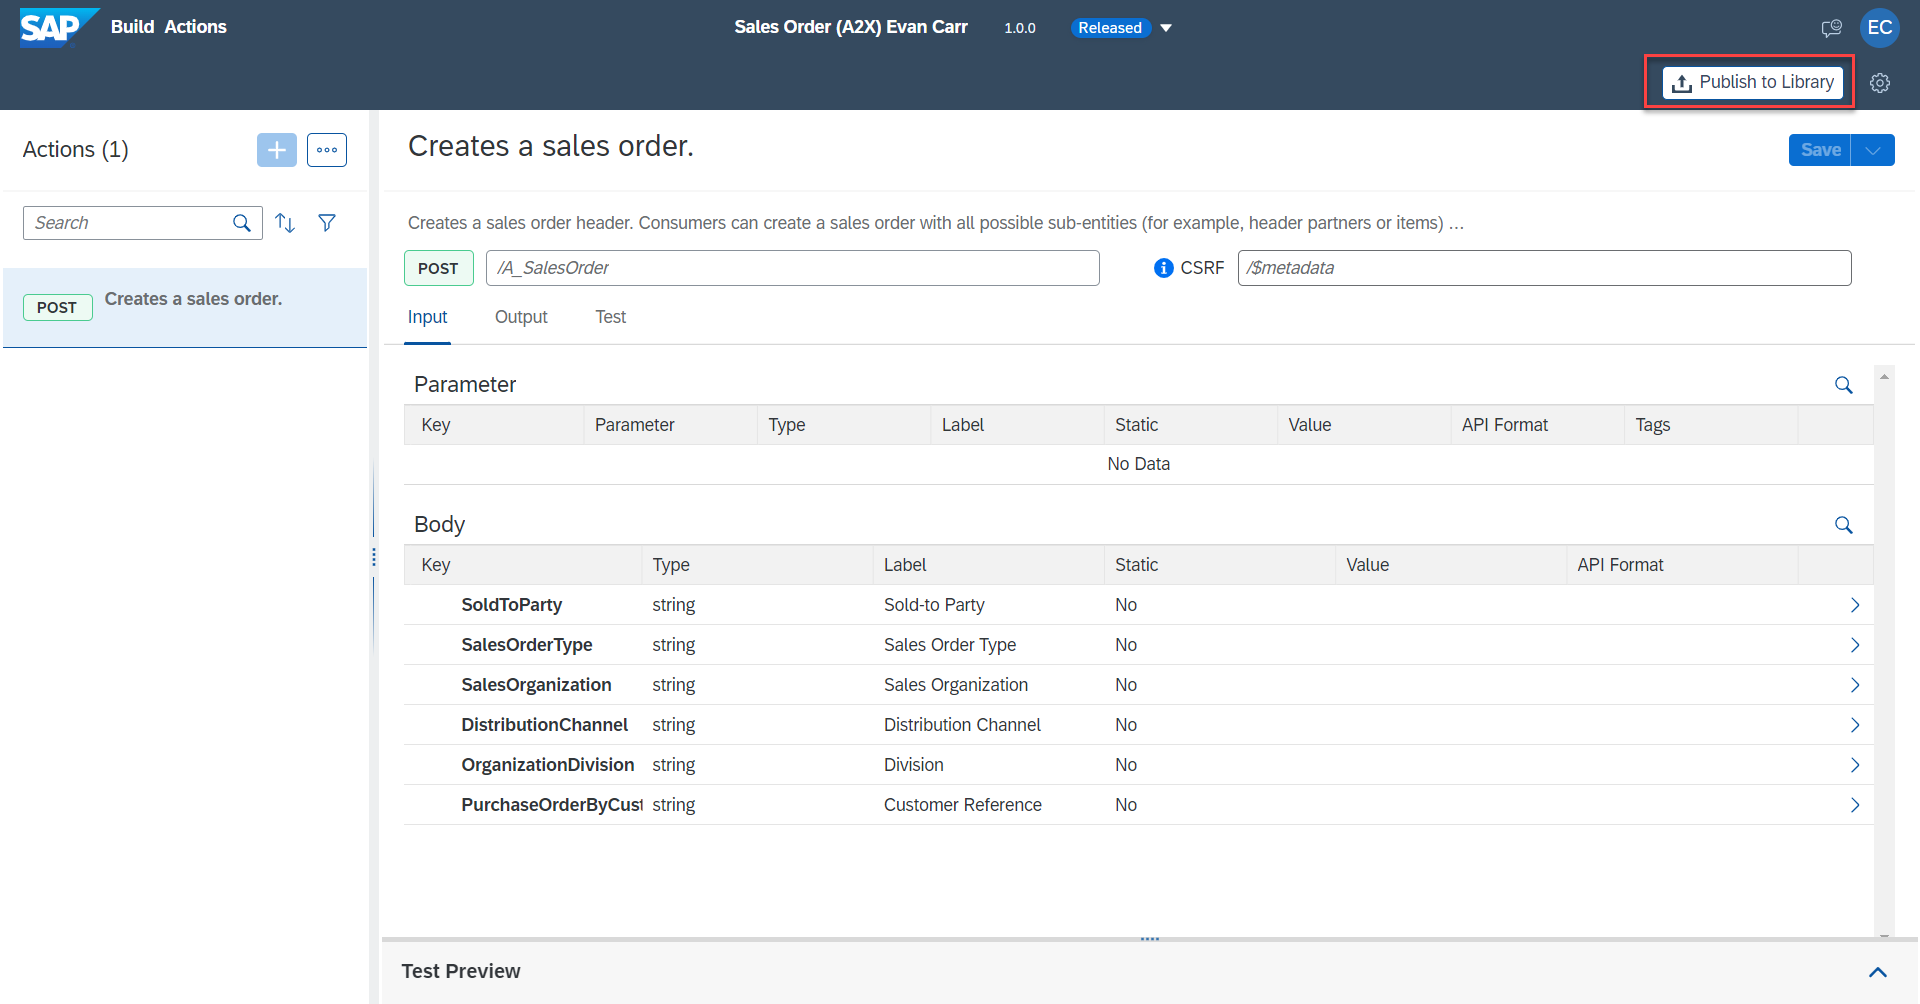 SAP Build Actions
Sales Order (A2X) Evan Carr 1.0.0 Released
EC
Publish to Library
Actions (1)
Search
POST Creates a sales order.
Creates a sales order.
Save
Creates a sales order header. Consumers can create a sales order with all possible sub-entities (for example, header partners or items) ...
POST /A_SalesOrder CSRF /$metadata
Input Output Test
Parameter
Key Parameter Type Label Static Value API Format Tags
No Data
Body
Key Type Label Static Value API Format
SoldToParty string Sold-to Party No
SalesOrderType string Sales Order Type No
SalesOrganization string Sales Organization No
DistributionChannel string Distribution Channel No
OrganizationDivision string Division No
PurchaseOrderByCust string Customer Reference No
Test Preview